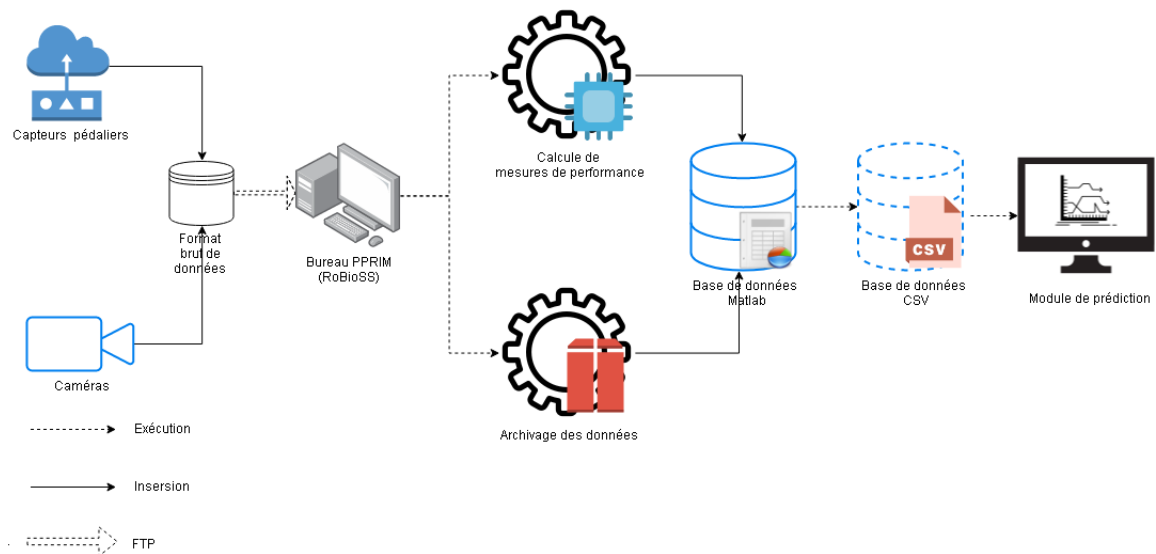 Capteurs pédaliers
Format
brut de
données
Caméras
Bureau PPRIM
(RoBioSS)
Calcule de
mesures de performance
Archivage des données
Base de données
Matlab
CSV
Base de données
CSV
Module de prédiction
Exécution
Insersion
FTP